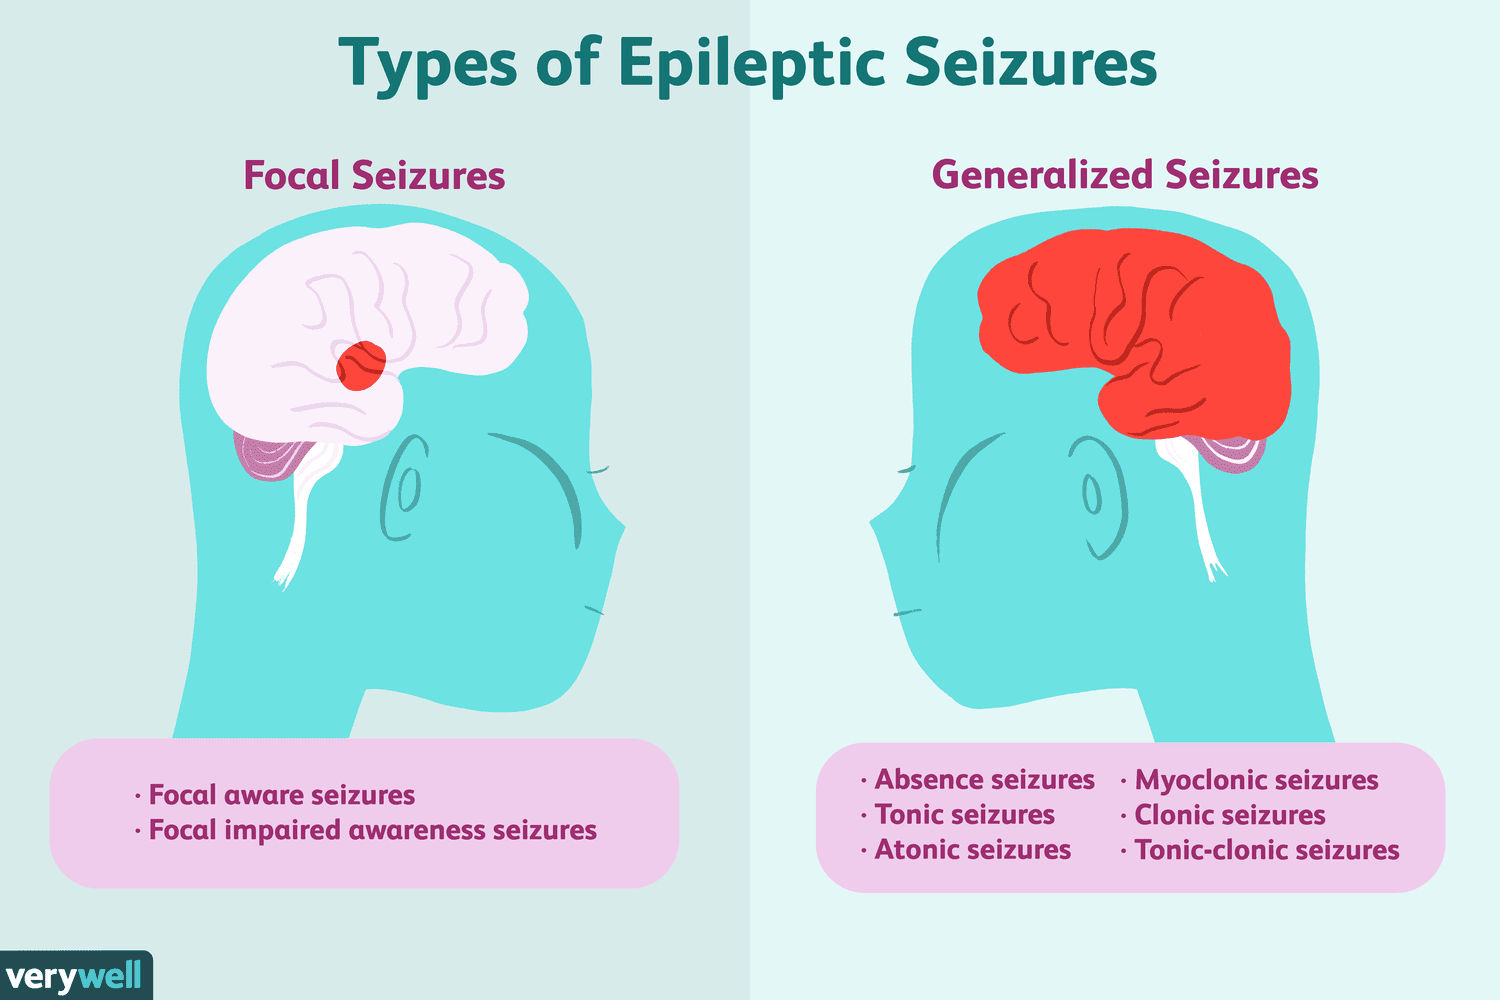 Types of Epileptic Seizures
Focal Seizures
Generalized Seizures
· Focal aware seizures
· Focal impaired awareness seizures
· Absence seizures
· Tonic seizures
· Atonic seizures
· Myoclonic seizures
· Clonic seizures
· Tonic-clonic seizures
verywell